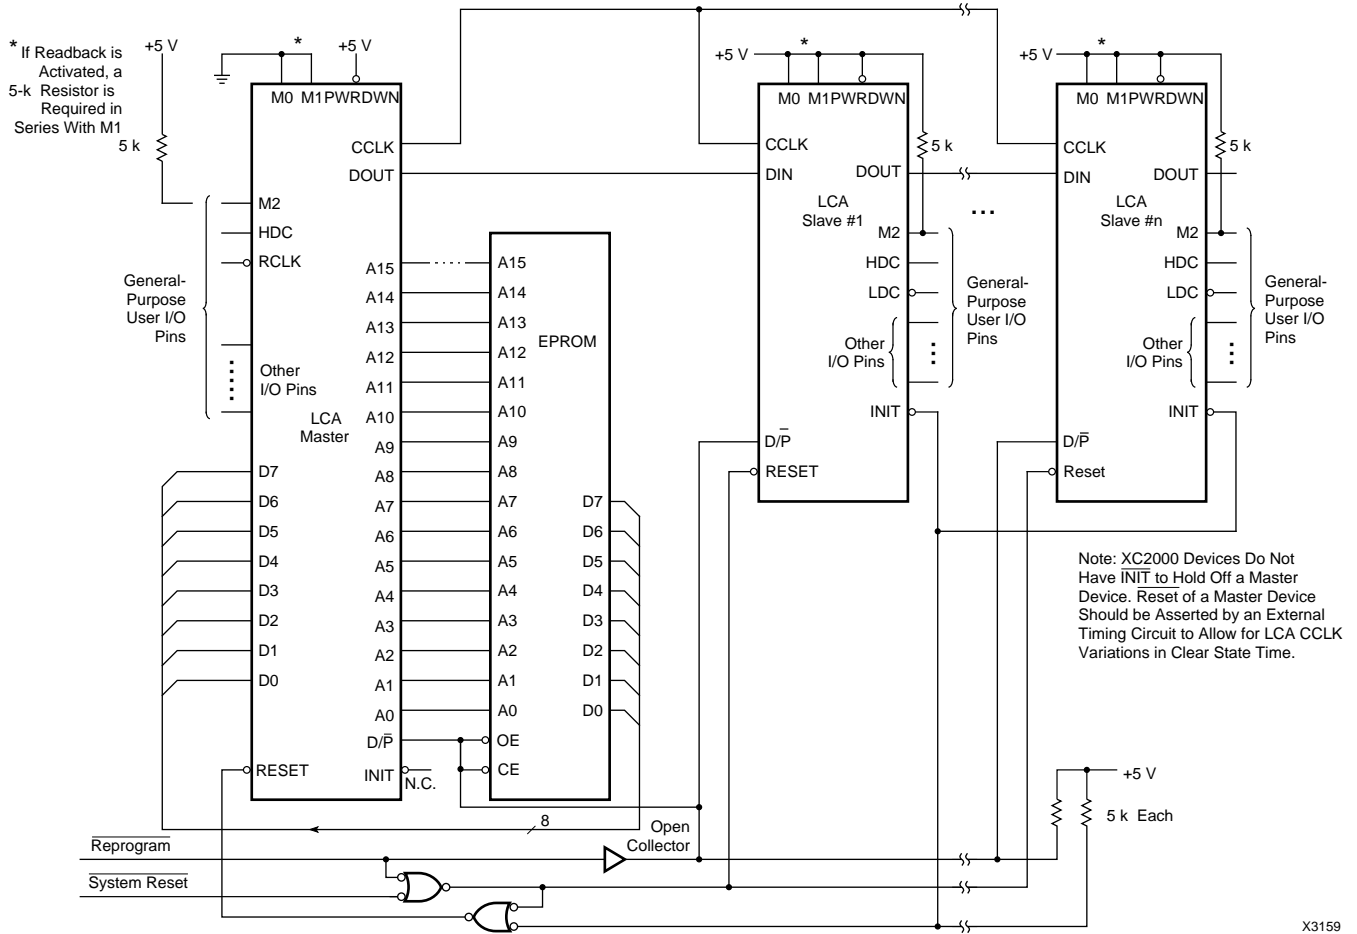 * If Readback is
Activated, a
5-k Resistor is
Required in
Series With M1
+5 V
5 k
*
+5 V
M0 M1 PWRDWN
CCLK
DOUT
M2
HDC
RCLK
General-
Purpose
User I/O
Pins
Other
I/O Pins
LCA
Master
D7
D6
D5
D4
D3
D2
D1
D0
RESET
A15
A14
A13
A12
A11
A10
A9
A8
A7
A6
A5
A4
A3
A2
A1
A0
D/P̅
INIT
N.C.
A15
A14
A13
A12
A11
A10
A9
A8
A7
A6
A5
A4
A3
A2
A1
A0
OE
CE
EPROM
D7
D6
D5
D4
D3
D2
D1
D0
8
+5 V
*
M0 M1 PWRDWN
5 k
CCLK
DIN
DOUT
LCA
Slave #1
M2
HDC
LDC
Other
I/O Pins
General-
Purpose
User I/O
Pins
INIT
D/P̅
RESET
...
+5 V
*
M0 M1 PWRDWN
5 k
CCLK
DIN
DOUT
LCA
Slave #n
M2
HDC
LDC
Other
I/O Pins
General-
Purpose
User I/O
Pins
INIT
D/P̅
Reset
Note: XC2000 Devices Do Not
Have INIT to Hold Off a Master
Device. Reset of a Master Device
Should be Asserted by an External
Timing Circuit to Allow for LCA CCLK
Variations in Clear State Time.
+5 V
5 k Each
Open
Collector
Reprogram
System Reset
X3159